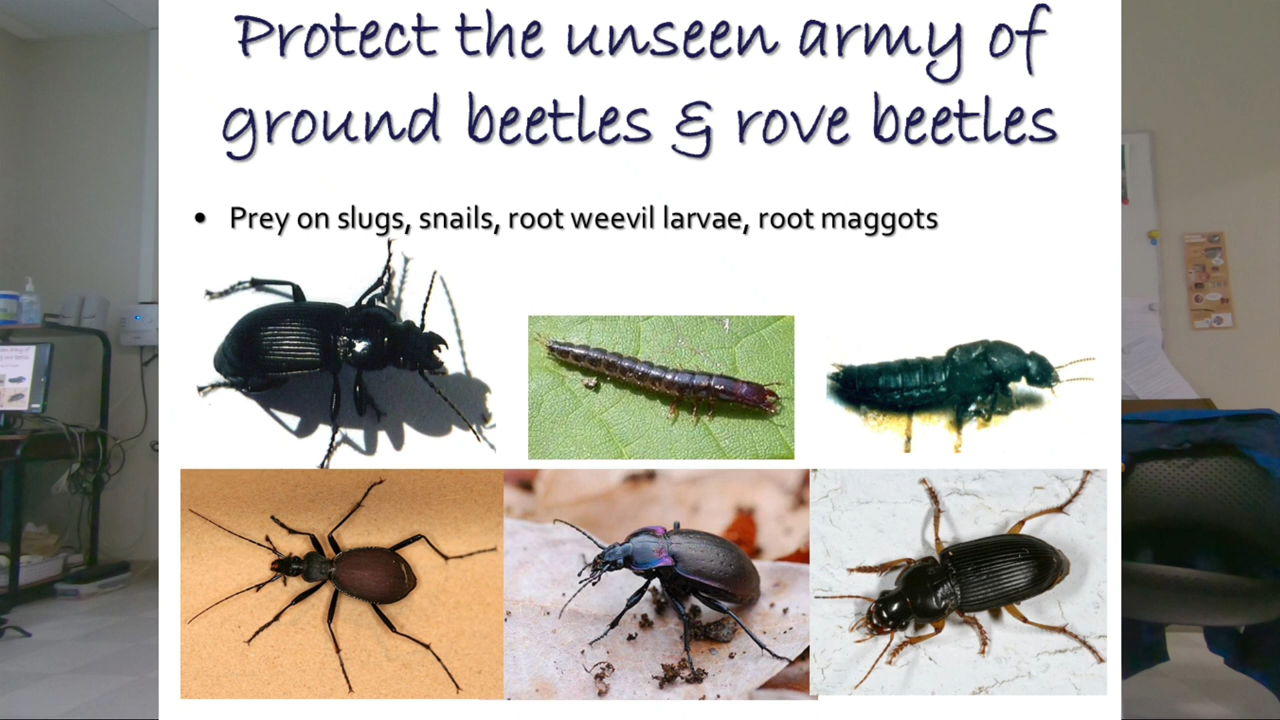 Protect the unseen army of
ground beetles & rove beetles
• Prey on slugs, snails, root weevil larvae, root maggots